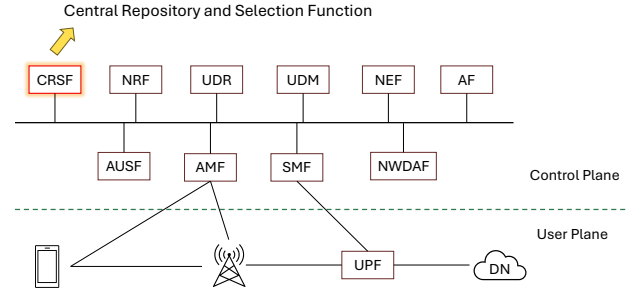 Central Repository and Selection Function
CRSF NRF UDR UDM NEF AF
AUSF AMF SMF NWDAF
Control Plane
User Plane
UPF DN